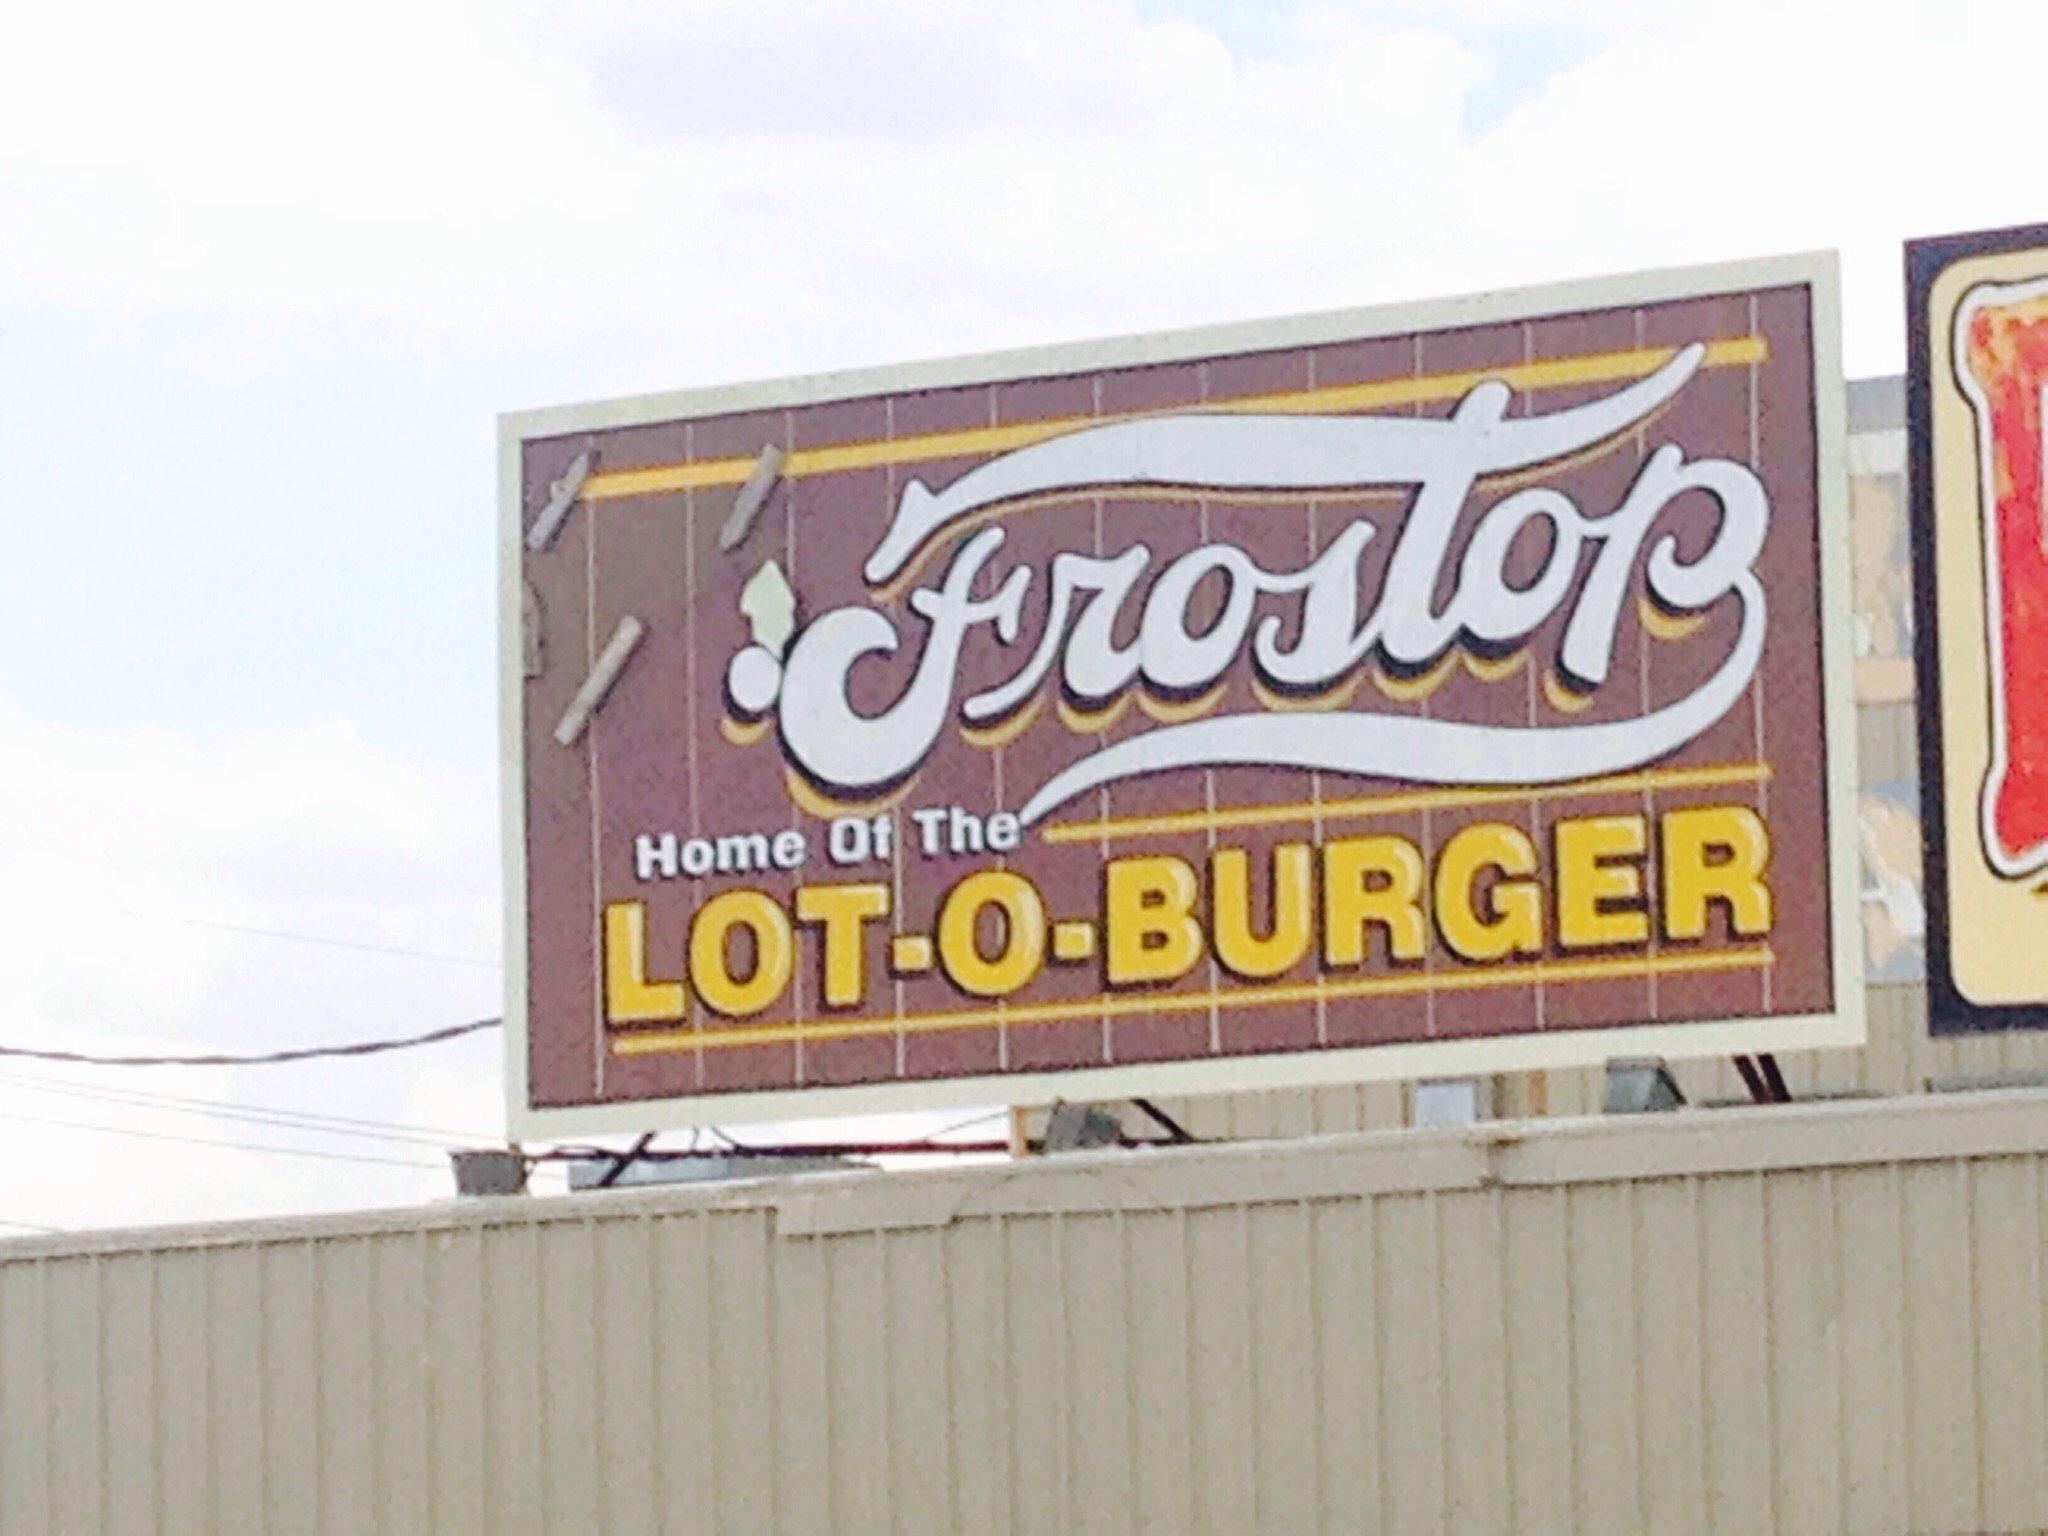 Frostop
Home Of The
LOT-O-BURGER